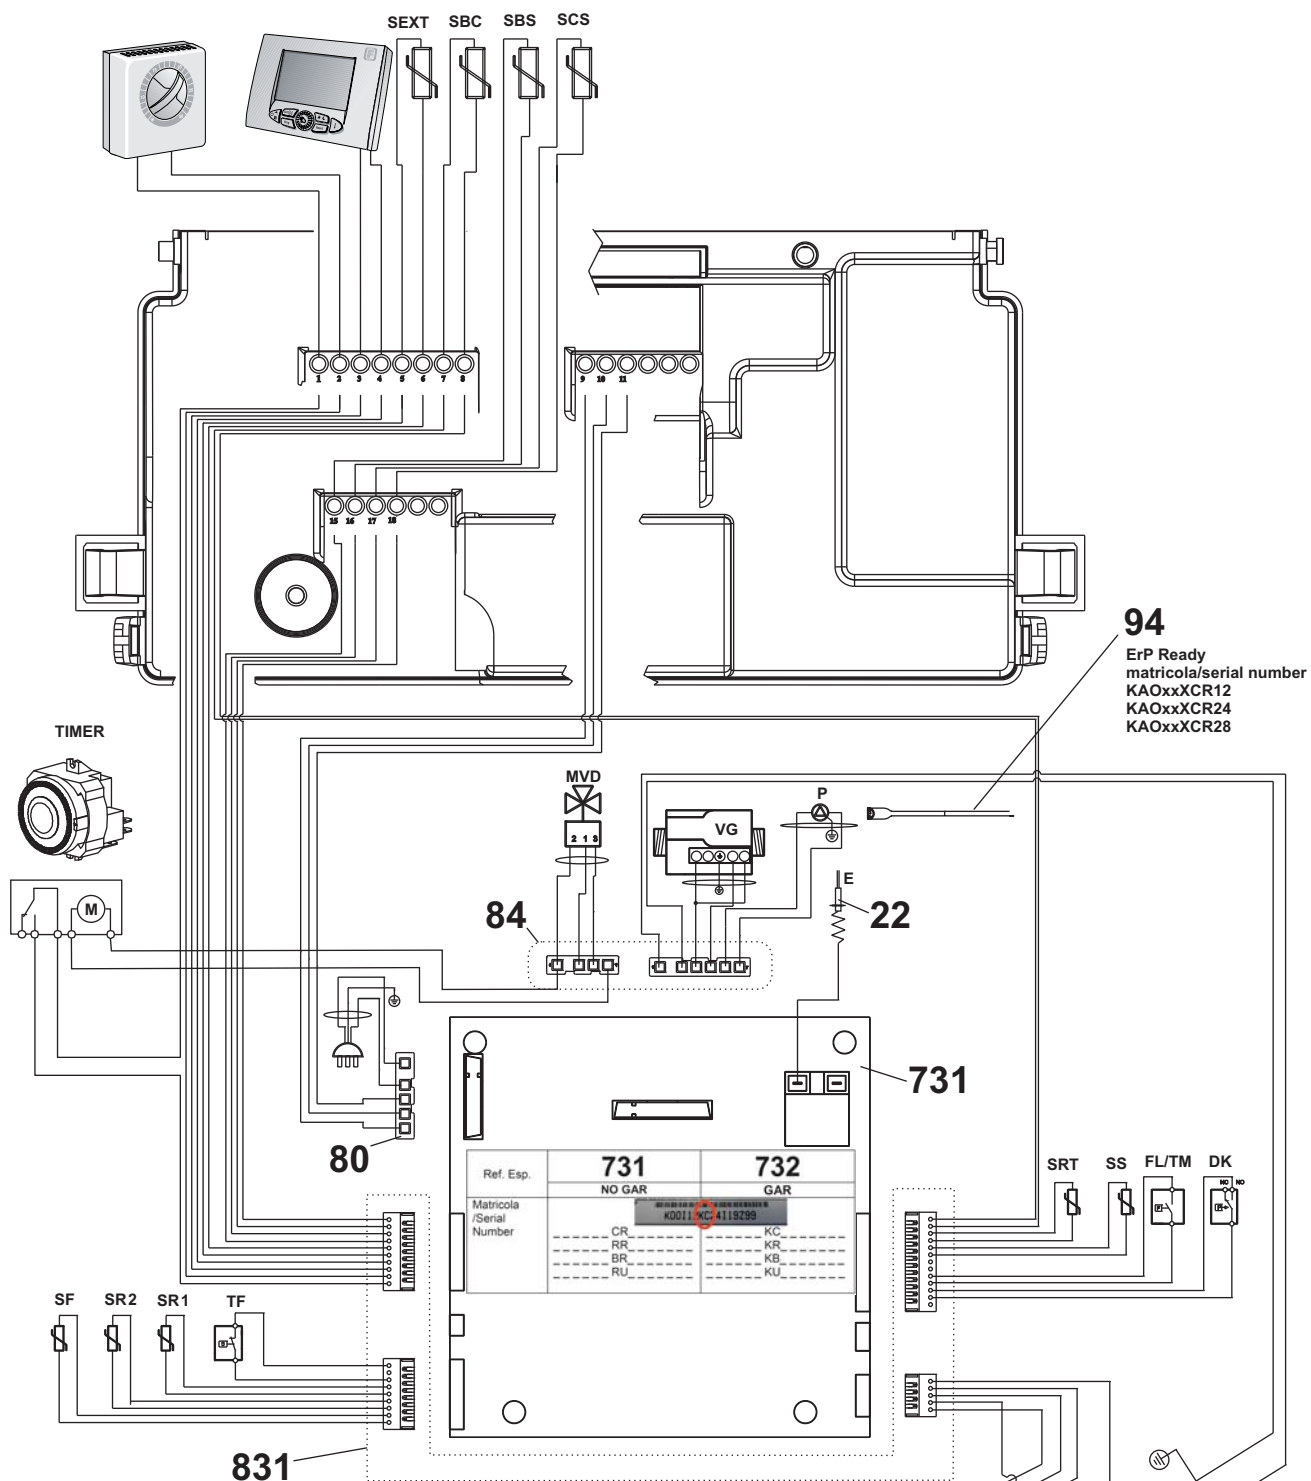 SEXT SBC SBS SCS
1 2 3 4 5 6 7 8
9 10 11
15 16 17 18
94
ErP Ready
matricola/serial number
KAOxxXCR12
KAOxxXCR24
KAOxxXCR28
TIMER
MVD
2 1 3
P
VG
E
22
M
84
731
80
Ref. Esp.
731
732
NO GAR
GAR
Matricola
/Serial
Number
CR
RR
BR
RU
KC
KR
KB
KU
SRT SS FL/TM DK
NC NO
SF SR2 SR1 TF
831